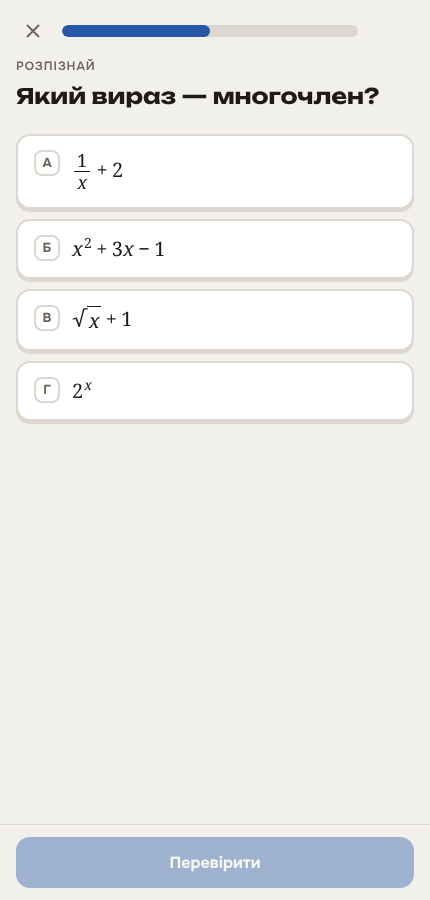 РОЗПІЗНАЙ
Який вираз — многочлен?
А 1/x + 2
Б x² + 3x − 1
В √x + 1
Г 2ˣ
Перевірити